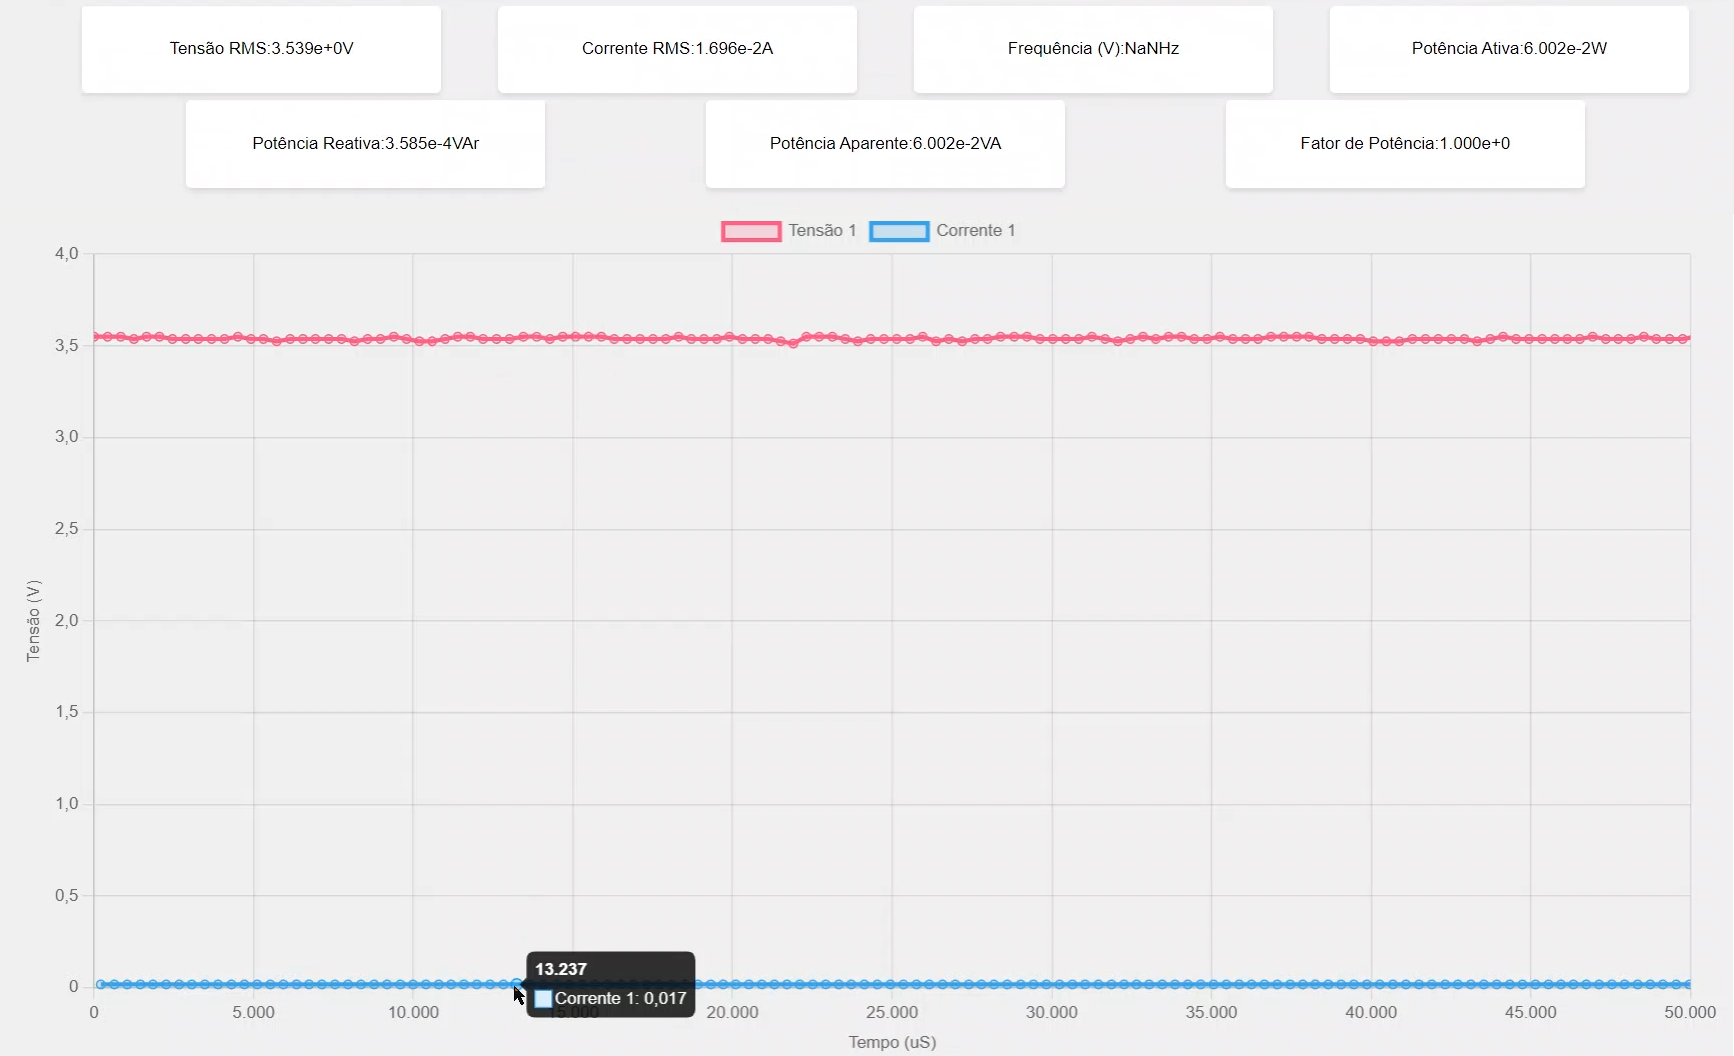 Tensão RMS:3.539e+0V
Corrente RMS:1.696e-2A
Frequência (V):NaNHz
Potência Ativa:6.002e-2W
Potência Reativa:3.585e-4VAr
Potência Aparente:6.002e-2VA
Fator de Potência:1.000e+0
Tensão 1
Corrente 1
4,0
3,5
3,0
2,5
2,0
1,5
1,0
0,5
0
Tensão (V)
13.237
Corrente 1: 0,017
0
5.000
10.000
15.000
20.000
25.000
30.000
35.000
40.000
45.000
50.000
Tempo (uS)